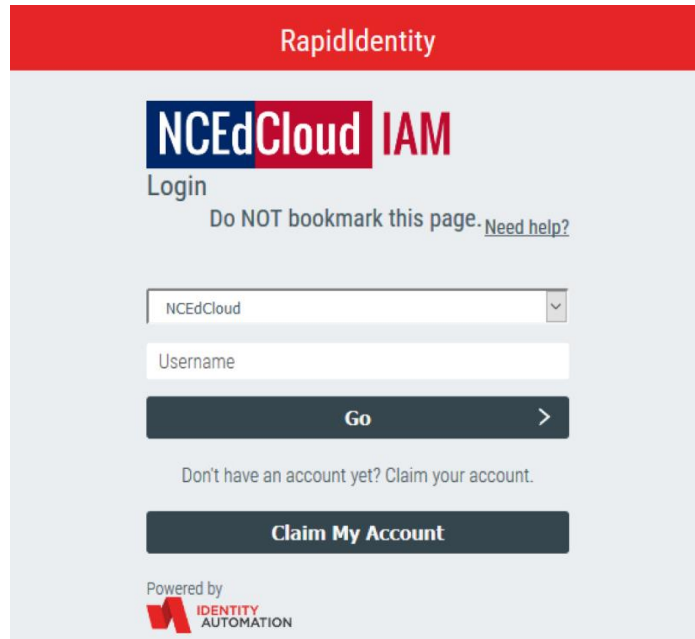 RapidIdentity
NCEdCloud IAM
Login
Do NOT bookmark this page. Need help?
NCEdCloud
Username
Go
Don't have an account yet? Claim your account.
Claim My Account
Powered by
IDENTITY
AUTOMATION